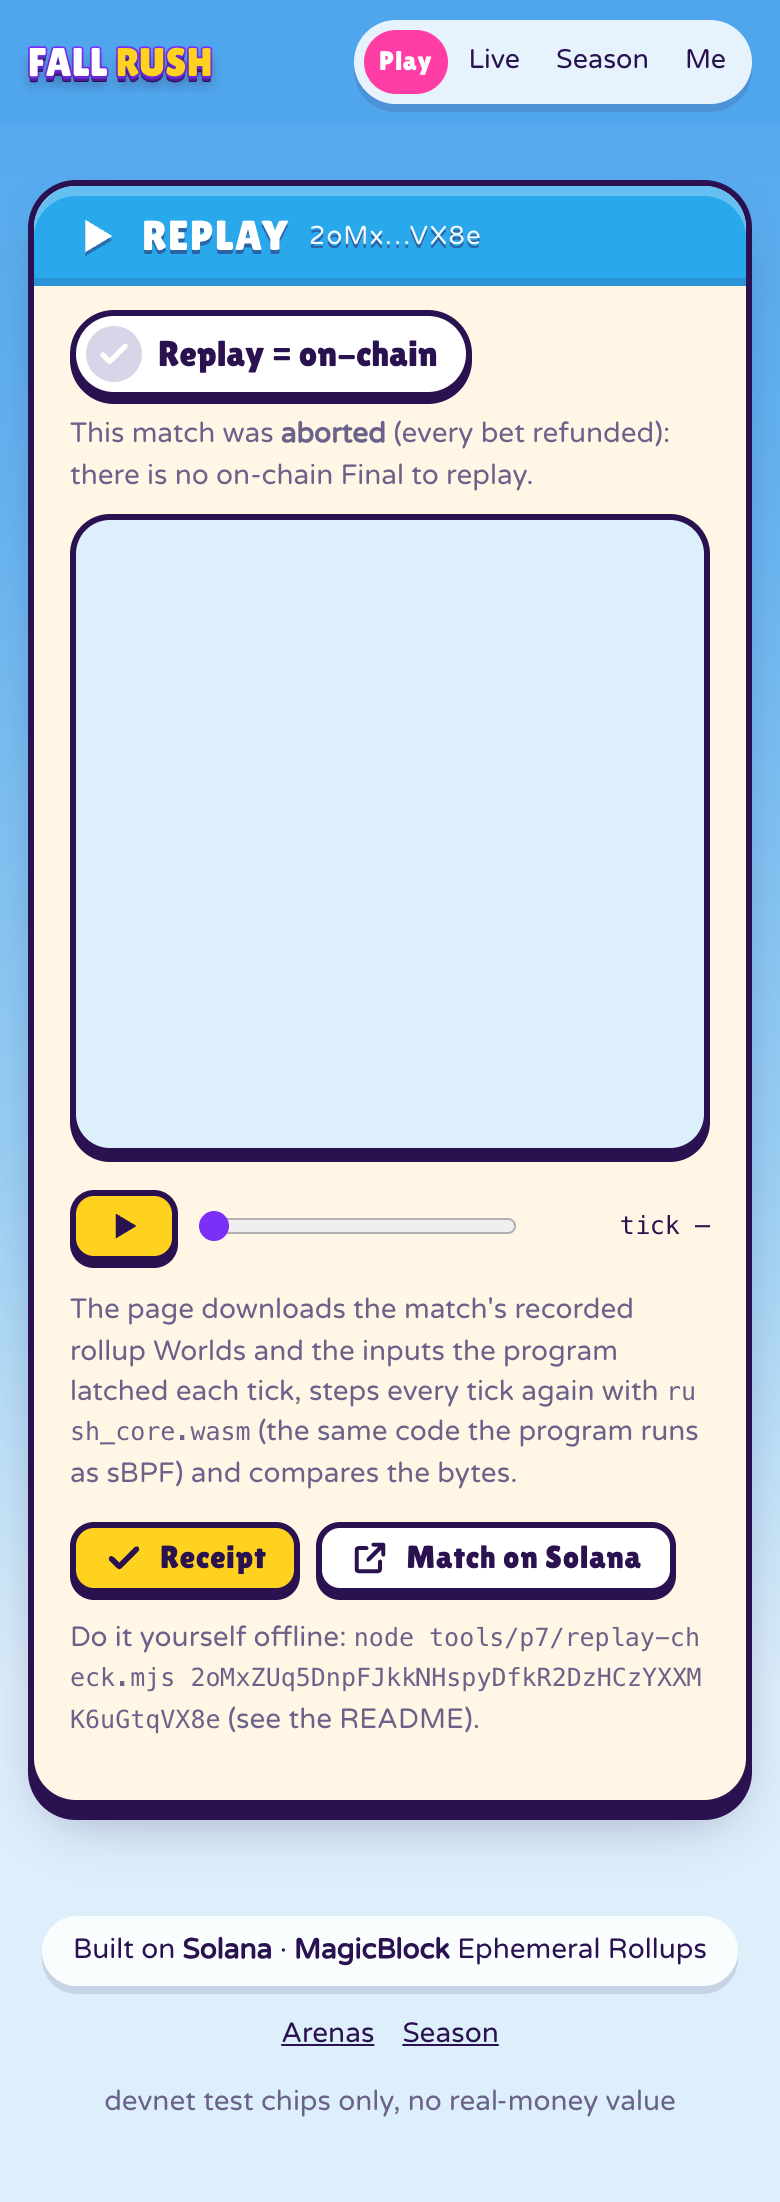 FALL RUSH
Play Live Season Me
REPLAY 2oMx...VX8e
Replay = on-chain
This match was aborted (every bet refunded):
there is no on-chain Final to replay.
tick –
The page downloads the match's recorded
rollup Worlds and the inputs the program
latched each tick, steps every tick again with ru
sh_core.wasm (the same code the program runs
as sBPF) and compares the bytes.
Receipt Match on Solana
Do it yourself offline: node tools/p7/replay-ch
eck.mjs 2oMxZUq5DnpFJkkNHspyDfkR2DzHCzYXXM
K6uGtqVX8e (see the README).
Built on Solana · MagicBlock Ephemeral Rollups
Arenas Season
devnet test chips only, no real-money value